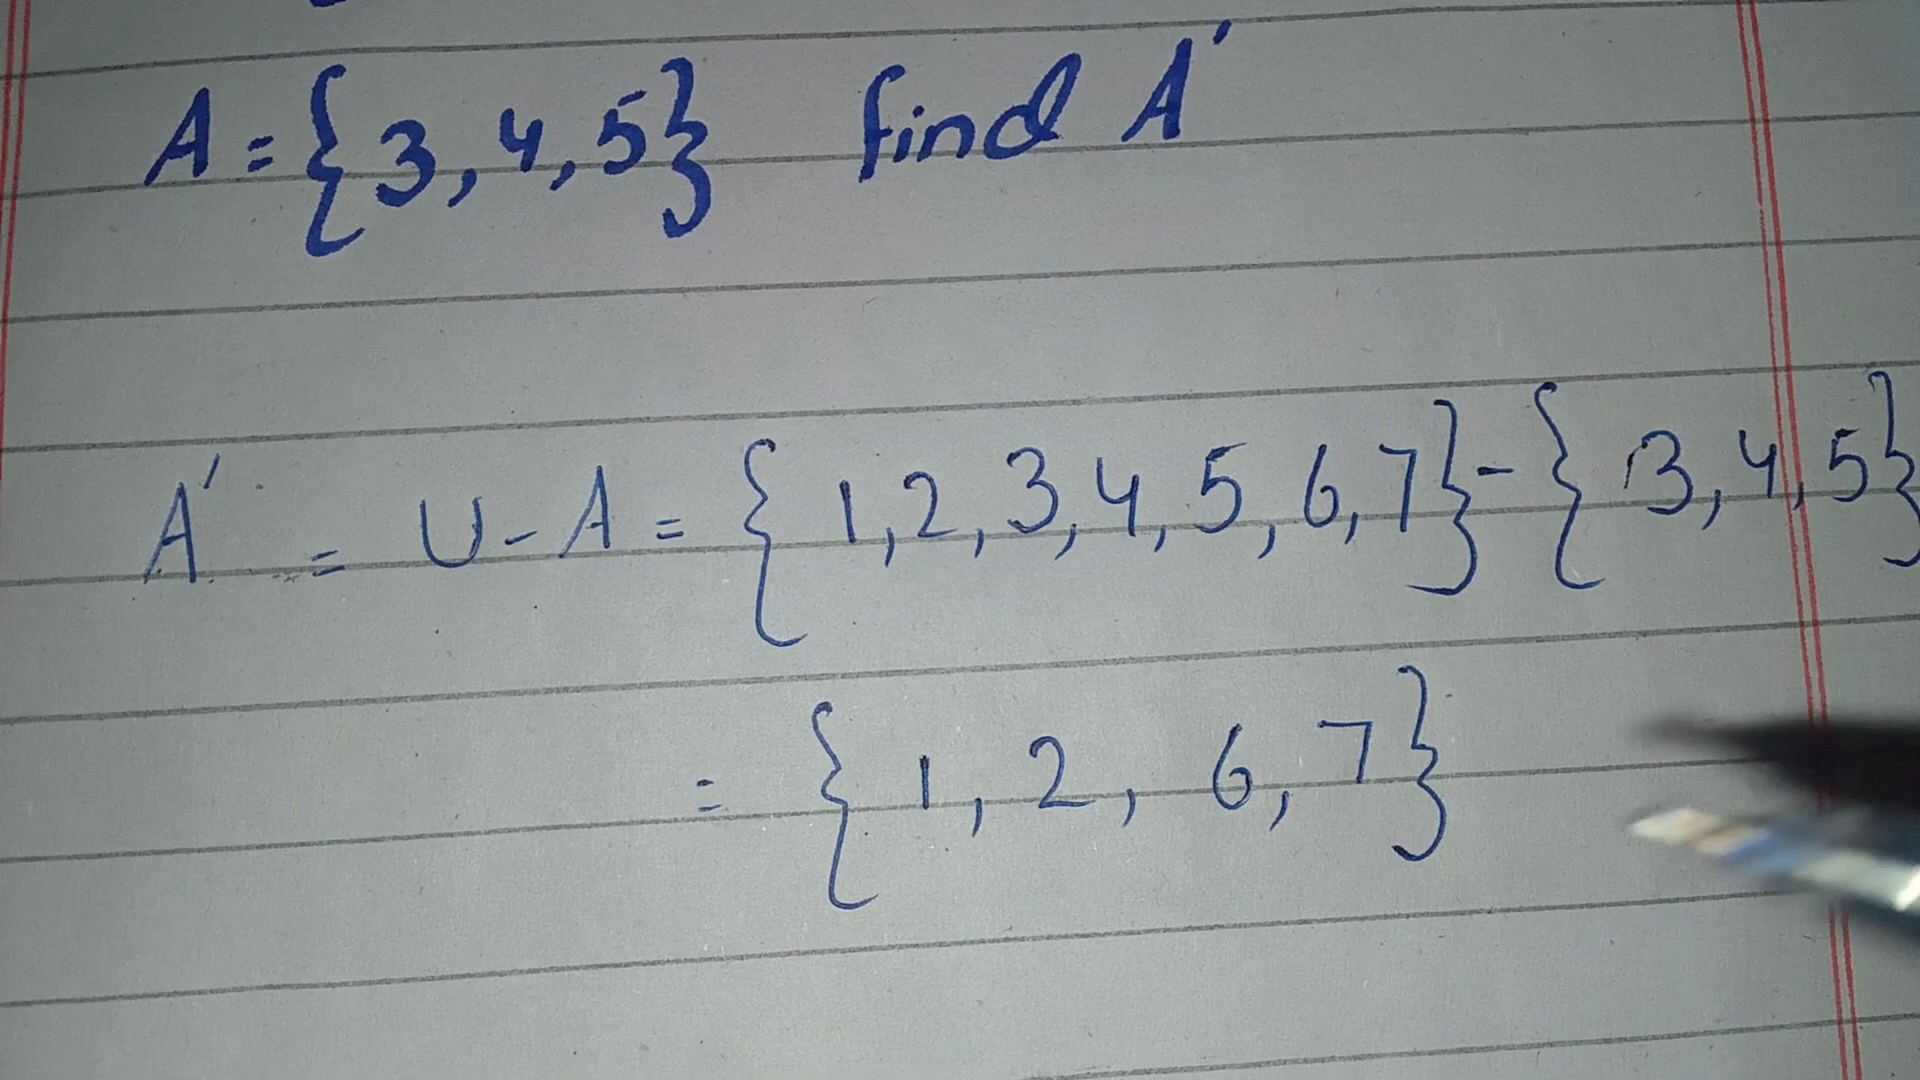 A = {3, 4, 5} find A'
A' = U - A = { 1, 2, 3, 4, 5, 6, 7} - { 3, 4, 5}
= { 1, 2, 6, 7}